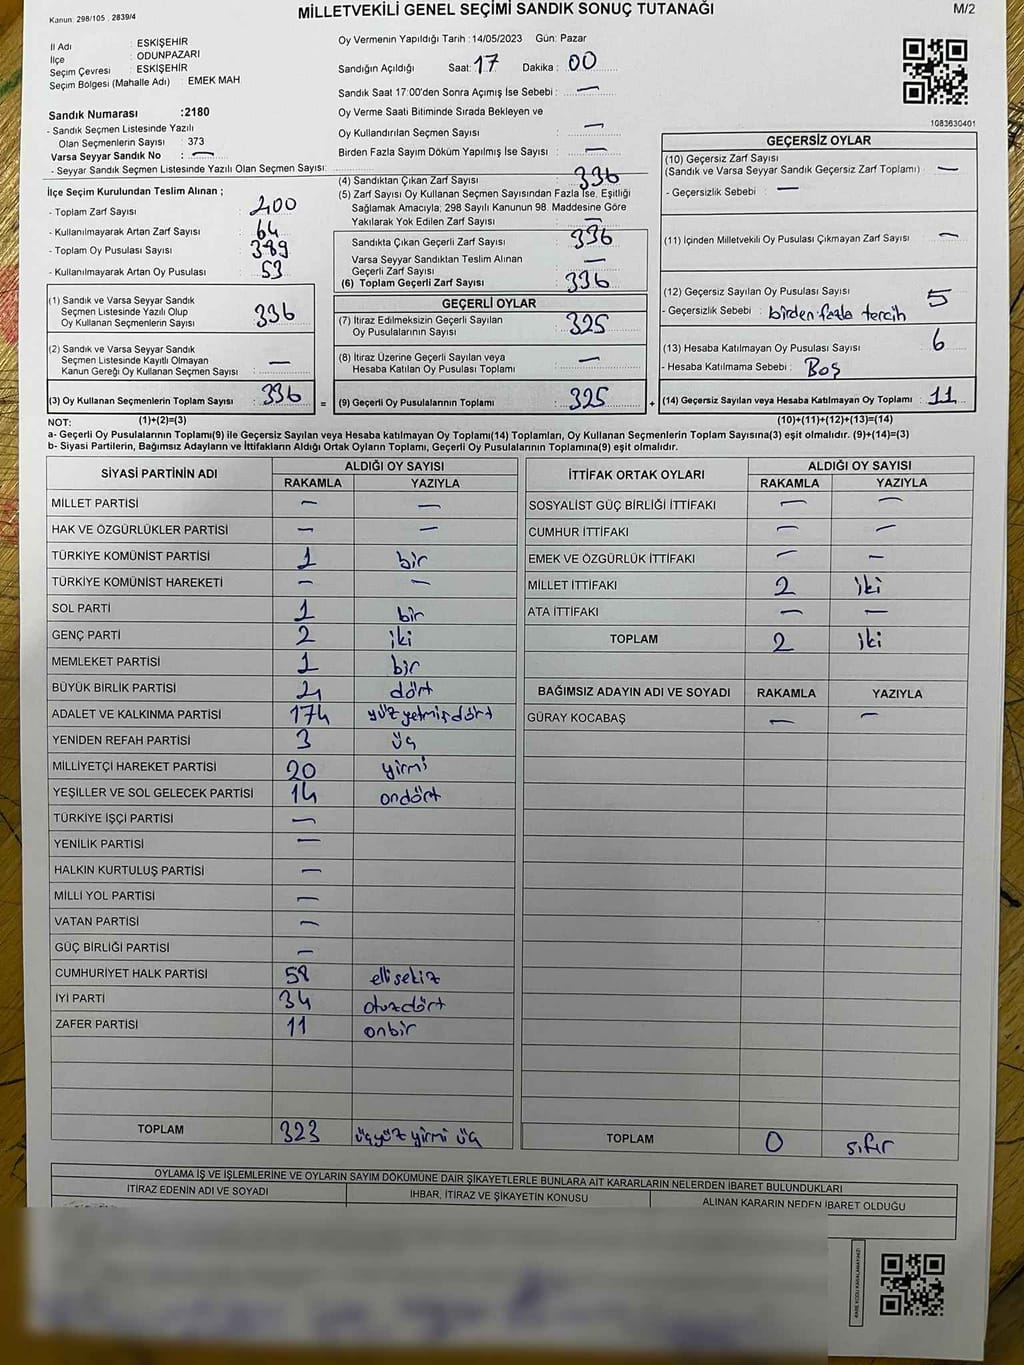 Kanun: 298/105 , 2839/4
MİLLETVEKİLİ GENEL SEÇİMİ SANDIK SONUÇ TUTANAĞI
M/2
İl Adı : ESKİŞEHİR
İlçe : ODUNPAZARI
Seçim Çevresi : ESKİŞEHİR
Seçim Bölgesi (Mahalle Adı) : EMEK MAH
Sandık Numarası :2180
- Sandık Seçmen Listesinde Yazılı
Olan Seçmenlerin Sayısı : 373
Varsa Seyyar Sandık No : —
- Seyyar Sandık Seçmen Listesinde Yazılı Olan Seçmen Sayısı:
Oy Vermenin Yapıldığı Tarih :14/05/2023 Gün: Pazar
Sandığın Açıldığı Saat: 17 Dakika : 00
Sandık Saat 17:00'den Sonra Açımış İse Sebebi : —
Oy Verme Saati Bitiminde Sırada Bekleyen ve
Oy Kullandırılan Seçmen Sayısı : —
Birden Fazla Sayım Döküm Yapılmış İse Sayısı : —
1083630401
İlçe Seçim Kurulundan Teslim Alınan ;
- Toplam Zarf Sayısı : 400
- Kullanılmayarak Artan Zarf Sayısı : 64
- Toplam Oy Pusulası Sayısı : 389
- Kullanılmayarak Artan Oy Pusulası : 53
(1) Sandık ve Varsa Seyyar Sandık
Seçmen Listesinde Yazılı Olup
Oy Kullanan Seçmenlerin Sayısı : 336
(2) Sandık ve Varsa Seyyar Sandık
Seçmen Listesinde Kayıtlı Olmayan
Kanun Gereği Oy Kullanan Seçmen Sayısı : —
(3) Oy Kullanan Seçmenlerin Toplam Sayısı : 336 =
(4) Sandıktan Çıkan Zarf Sayısı : 336
(5) Zarf Sayısı Oy Kullanan Seçmen Sayısından Fazla İse, Eşitliği
Sağlamak Amacıyla, 298 Sayılı Kanunun 98. Maddesine Göre
Yakılarak Yok Edilen Zarf Sayısı : —
Sandıkta Çıkan Geçerli Zarf Sayısı : 336
Varsa Seyyar Sandıktan Teslim Alınan
Geçerli Zarf Sayısı : —
(6) Toplam Geçerli Zarf Sayısı : 336
GEÇERLİ OYLAR
(7) İtiraz Edilmeksizin Geçerli Sayılan
Oy Pusulalarının Sayısı : 325
(8) İtiraz Üzerine Geçerli Sayılan veya
Hesaba Katılan Oy Pusulası Toplamı : —
(9) Geçerli Oy Pusulalarının Toplamı : 325 +
GEÇERSİZ OYLAR
(10) Geçersiz Zarf Sayısı
(Sandık ve Varsa Seyyar Sandık Geçersiz Zarf Toplamı) : —
- Geçersizlik Sebebi : —
(11) İçinden Milletvekili Oy Pusulası Çıkmayan Zarf Sayısı : —
(12) Geçersiz Sayılan Oy Pusulası Sayısı : 5
- Geçersizlik Sebebi : birden fazla tercih
(13) Hesaba Katılmayan Oy Pusulası Sayısı : 6
- Hesaba Katılmama Sebebi : Boş
(14) Geçersiz Sayılan veya Hesaba Katılmayan Oy Toplamı : 11
NOT: (1)+(2)=(3) (10)+(11)+(12)+(13)=(14)
a- Geçerli Oy Pusulalarının Toplamı(9) ile Geçersiz Sayılan veya Hesaba katılmayan Oy Toplamı(14) Toplamları, Oy Kullanan Seçmenlerin Toplam Sayısına(3) eşit olmalıdır. (9)+(14)=(3)
b- Siyasi Partilerin, Bağımsız Adayların ve İttifakların Aldığı Ortak Oyların Toplamı, Geçerli Oy Pusulalarının Toplamına(9) eşit olmalıdır.
SİYASİ PARTİNİN ADI ALDIĞI OY SAYISI
RAKAMLA YAZIYLA
MİLLET PARTİSİ — —
HAK VE ÖZGÜRLÜKLER PARTİSİ — —
TÜRKİYE KOMÜNİST PARTİSİ 1 bir
TÜRKİYE KOMÜNİST HAREKETİ — —
SOL PARTİ 1 bir
GENÇ PARTİ 2 iki
MEMLEKET PARTİSİ 1 bir
BÜYÜK BİRLİK PARTİSİ 4 dört
ADALET VE KALKINMA PARTİSİ 174 yüzyetmişdört
YENİDEN REFAH PARTİSİ 3 üç
MİLLİYETÇİ HAREKET PARTİSİ 20 yirmi
YEŞİLLER VE SOL GELECEK PARTİSİ 14 ondört
TÜRKİYE İŞÇİ PARTİSİ —
YENİLİK PARTİSİ —
HALKIN KURTULUŞ PARTİSİ —
MİLLİ YOL PARTİSİ —
VATAN PARTİSİ —
GÜÇ BİRLİĞİ PARTİSİ —
CUMHURİYET HALK PARTİSİ 58 ellisekiz
İYİ PARTİ 34 otuzdört
ZAFER PARTİSİ 11 onbir
TOPLAM 323 üçyüz yirmi üç
İTTİFAK ORTAK OYLARI ALDIĞI OY SAYISI
RAKAMLA YAZIYLA
SOSYALİST GÜÇ BİRLİĞİ İTTİFAKI — —
CUMHUR İTTİFAKI — —
EMEK VE ÖZGÜRLÜK İTTİFAKI — —
MİLLET İTTİFAKI 2 iki
ATA İTTİFAKI — —
TOPLAM 2 iki
BAĞIMSIZ ADAYIN ADI VE SOYADI RAKAMLA YAZIYLA
GÜRAY KOCABAŞ — —
TOPLAM 0 sıfır
OYLAMA İŞ VE İŞLEMLERİNE VE OYLARIN SAYIM DÖKÜMÜNE DAİR ŞİKAYETLERLE BUNLARA AİT KARARLARIN NELERDEN İBARET BULUNDUKLARI
İTİRAZ EDENİN ADI VE SOYADI İHBAR, İTİRAZ VE ŞİKAYETİN KONUSU ALINAN KARARIN NEDEN İBARET OLDUĞU